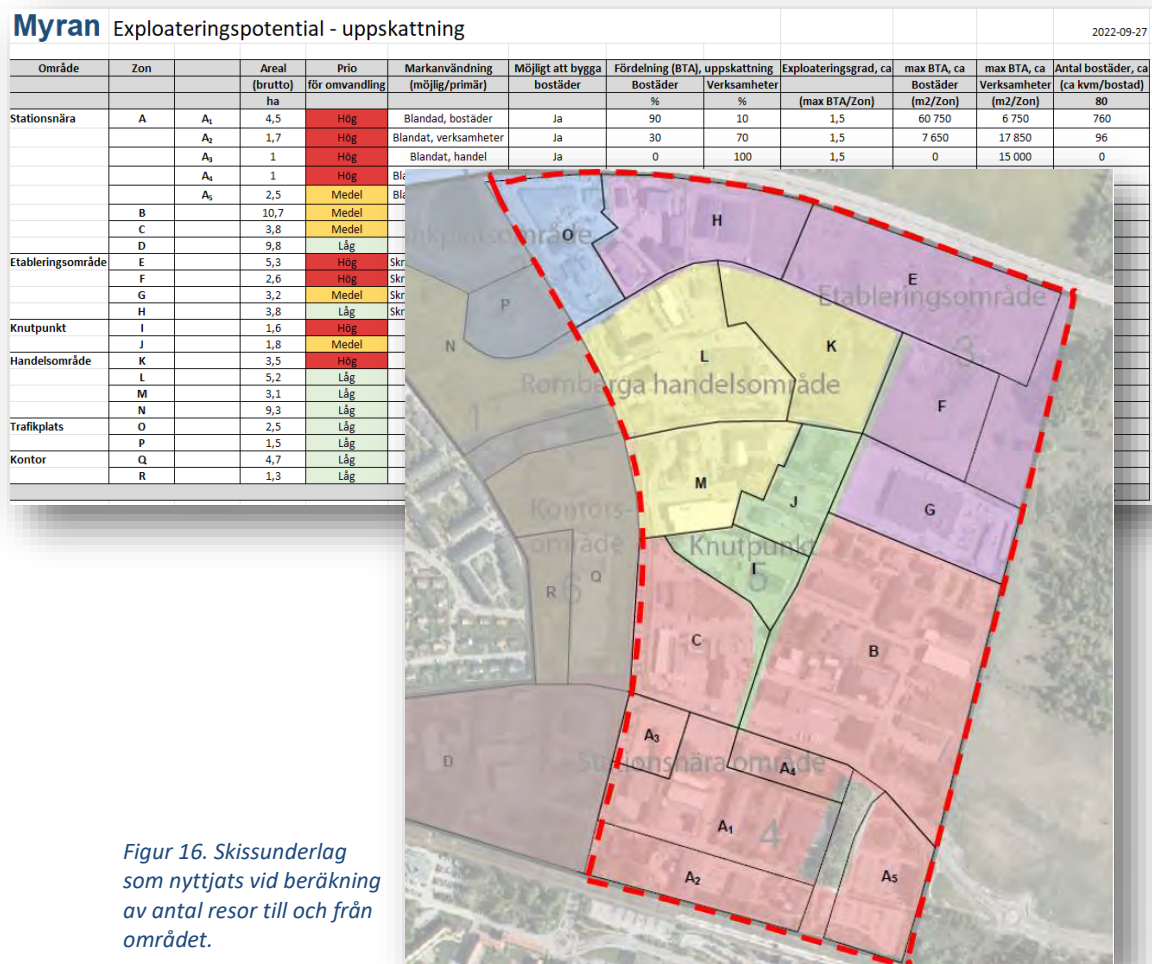 Myran Exploateringspotential - uppskattning 2022-09-27
Område Zon Areal Prio Markanvändning Möjligt att bygga Fördelning (BTA), uppskattning Exploateringsgrad, ca max BTA, ca max BTA, ca Antal bostäder, ca
(brutto) för omvandling (möjlig/primär) bostäder Bostäder Verksamheter Bostäder Verksamheter (ca kvm/bostad)
ha % % (max BTA/Zon) (m2/Zon) (m2/Zon) 80
Stationsnära A A₁ 4,5 Hög Blandad, bostäder Ja 90 10 1,5 60 750 6 750 760
A₂ 1,7 Hög Blandat, verksamheter Ja 30 70 1,5 7 650 17 850 96
A₃ 1 Hög Blandat, handel Ja 0 100 1,5 0 15 000 0
A₄ 1 Hög Bla
A₅ 2,5 Medel Bla
B 10,7 Medel
C 3,8 Medel
D 9,8 Låg
Etableringsområde E 5,3 Hög Skr
F 2,6 Hög Skr
G 3,2 Medel Skr
H 3,8 Låg Skr
Knutpunkt I 1,6 Hög
J 1,8 Medel
Handelsområde K 3,5 Hög
L 5,2 Låg
M 3,1 Låg
N 9,3 Låg
Trafikplats O 2,5 Låg
P 1,5 Låg
Kontor Q 4,7 Låg
R 1,3 Låg
H
O
E
Etableringsområde
3
P
N
1
L
K
Romberga handelsområde
F
M
J
G
Kontors-
område
6
Knutpunkt
5
I
R
Q
C
B
A₃
D
Stationsnära område
4
A₄
A₁
A₂
A₅
Figur 16. Skissunderlag
som nyttjats vid beräkning
av antal resor till och från
området.